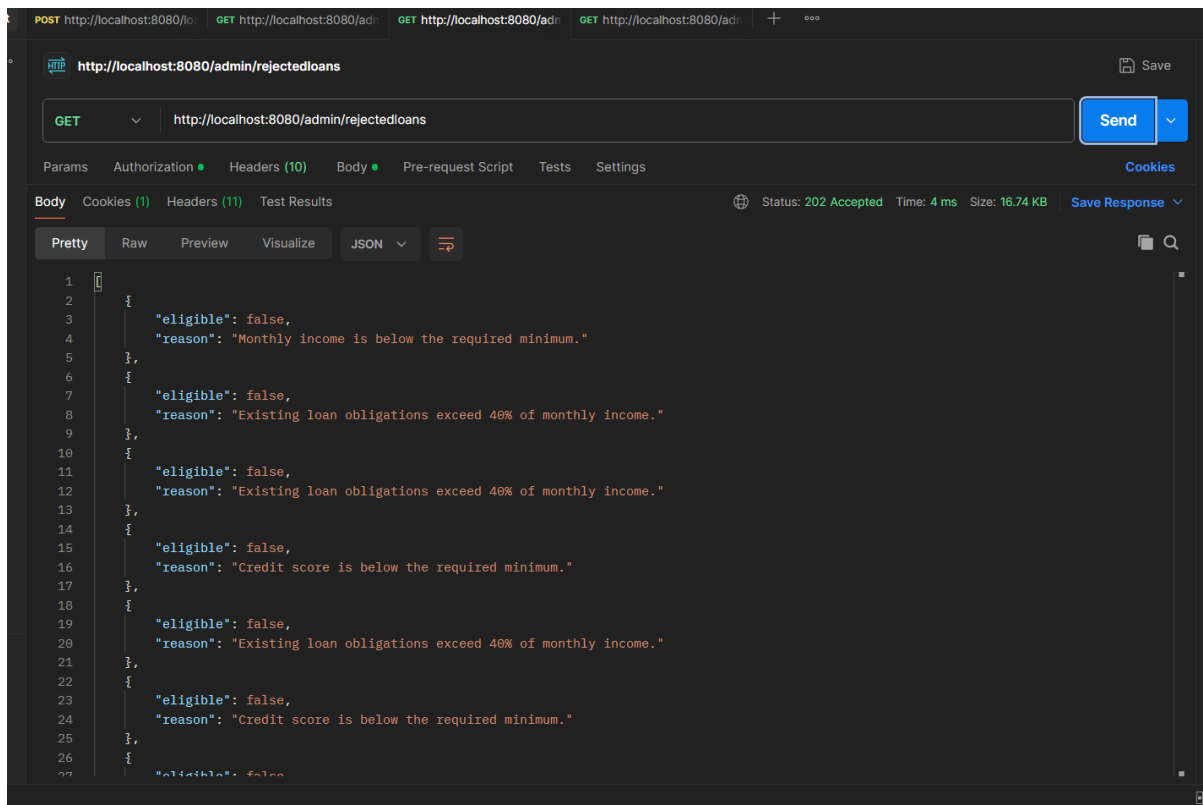 POST http://localhost:8080/lo GET http://localhost:8080/adn GET http://localhost:8080/adn GET http://localhost:8080/adn + ooo
HTTP http://localhost:8080/admin/rejectedloans Save
GET http://localhost:8080/admin/rejectedloans Send
Params Authorization Headers (10) Body Pre-request Script Tests Settings Cookies
Body Cookies (1) Headers (11) Test Results Status: 202 Accepted Time: 4 ms Size: 16.74 KB Save Response
Pretty Raw Preview Visualize JSON
1 [
2 {
3 "eligible": false,
4 "reason": "Monthly income is below the required minimum."
5 },
6 {
7 "eligible": false,
8 "reason": "Existing loan obligations exceed 40% of monthly income."
9 },
10 {
11 "eligible": false,
12 "reason": "Existing loan obligations exceed 40% of monthly income."
13 },
14 {
15 "eligible": false,
16 "reason": "Credit score is below the required minimum."
17 },
18 {
19 "eligible": false,
20 "reason": "Existing loan obligations exceed 40% of monthly income."
21 },
22 {
23 "eligible": false,
24 "reason": "Credit score is below the required minimum."
25 },
26 {
27 "eligible": false